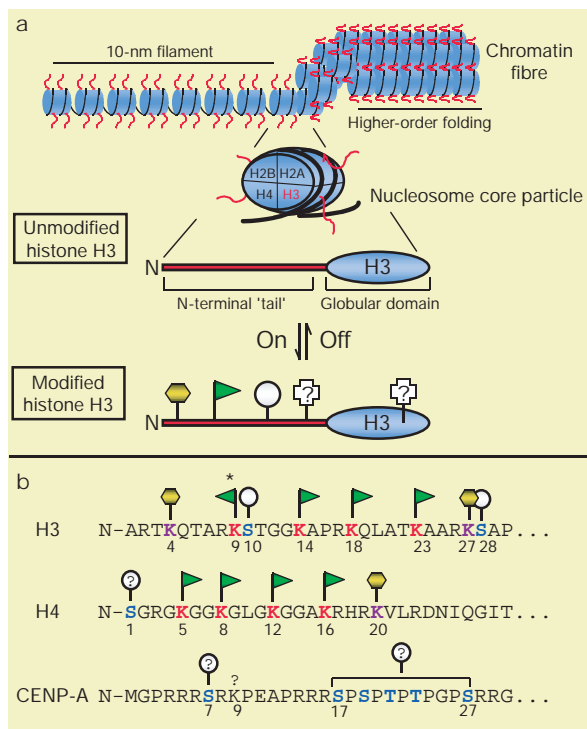 a
10-nm filament
Chromatin
fibre
Higher-order folding
H2B H2A
H4 H3
Nucleosome core particle
Unmodified
histone H3
N
H3
N-terminal 'tail'
Globular domain
On Off
Modified
histone H3
?
?
N
H3
b
*
H3 N-ARTKQTARKSTGGKAPRKQLATKAARKSAP...
4 9 10 14 18 23 27 28
?
H4 N-SGRGKGGKGLGKGGAKRHRKVLRDNIQGIT...
1 5 8 12 16 20
? ? ?
CENP-A N-MGPRRRSRKPEAPRRRSPSPTPTPGPSRRG...
7 9 17 27